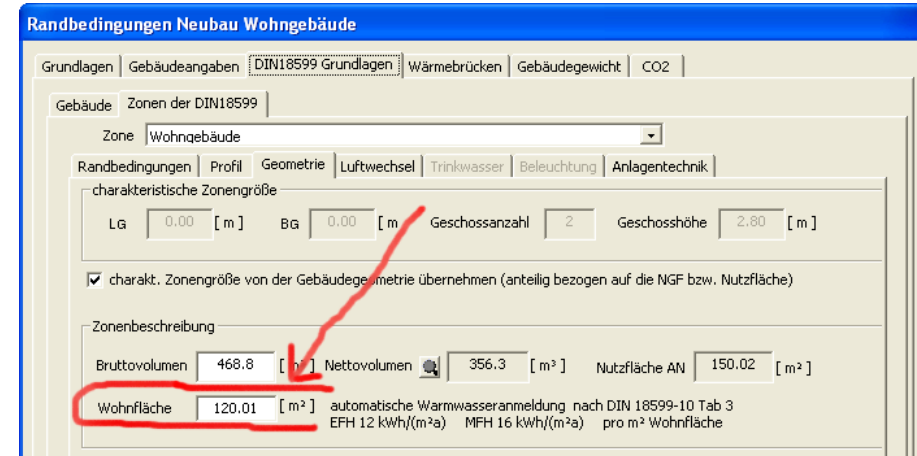 Randbedingungen Neubau Wohngebäude
Grundlagen Gebäudeangaben DIN18599 Grundlagen Wärmebrücken Gebäudegewicht CO2
Gebäude Zonen der DIN18599
Zone Wohngebäude
Randbedingungen Profil Geometrie Luftwechsel Trinkwasser Beleuchtung Anlagentechnik
charakteristische Zonengröße
LG 0.00 [ m ] BG 0.00 [ m Geschossanzahl 2 Geschosshöhe 2.80 [ m ]
charakt. Zonengröße von der Gebäudegeometrie übernehmen (anteilig bezogen auf die NGF bzw. Nutzfläche)
Zonenbeschreibung
Bruttovolumen 468.8 [ m³ ] Nettovolumen 356.3 [ m³ ] Nutzfläche AN 150.02 [ m² ]
Wohnfläche 120.01 [ m² ] automatische Warmwasseranmeldung nach DIN 18599-10 Tab 3
EFH 12 kWh/(m²a) MFH 16 kWh/(m²a) pro m² Wohnfläche